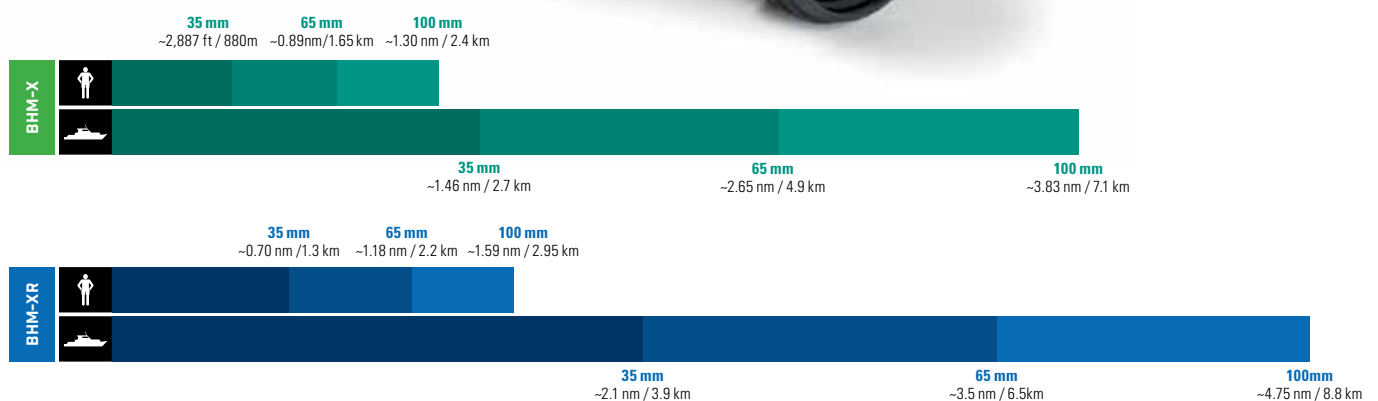 35 mm 65 mm 100 mm
~2,887 ft / 880m ~0.89nm/1.65 km ~1.30 nm / 2.4 km
BHM-X
35 mm 65 mm 100 mm
~1.46 nm / 2.7 km ~2.65 nm / 4.9 km ~3.83 nm / 7.1 km
35 mm 65 mm 100 mm
~0.70 nm /1.3 km ~1.18 nm / 2.2 km ~1.59 nm / 2.95 km
BHM-XR
35 mm 65 mm 100mm
~2.1 nm / 3.9 km ~3.5 nm / 6.5km ~4.75 nm / 8.8 km